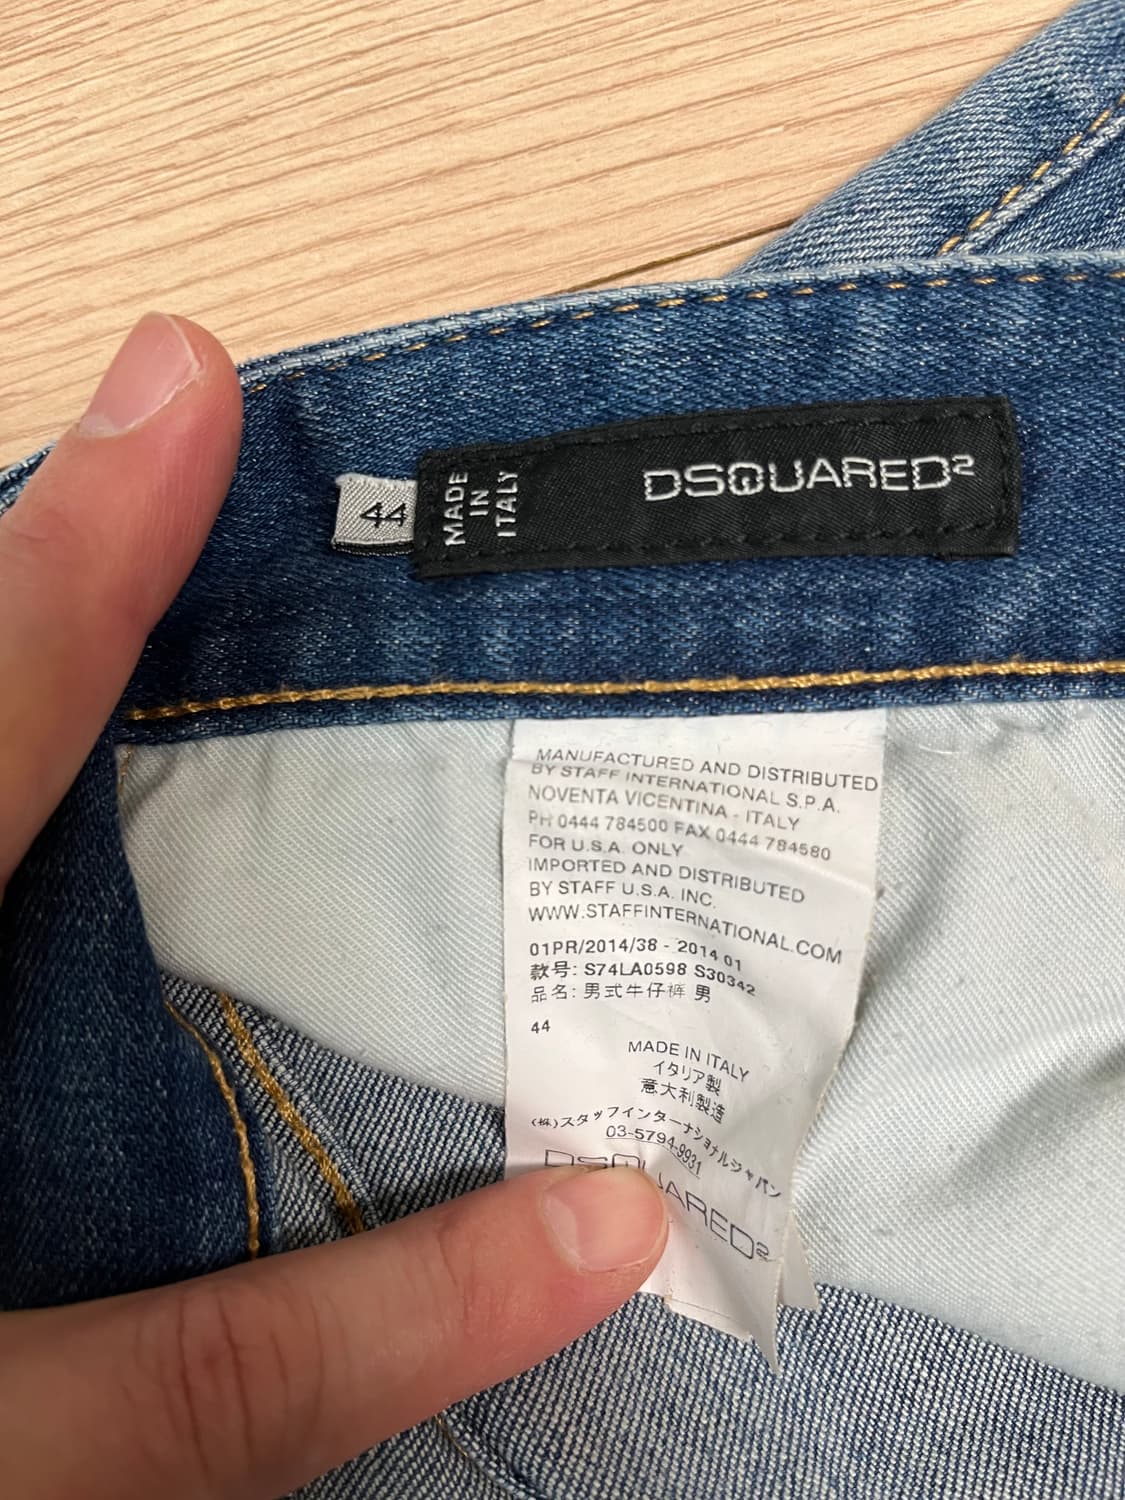 44
MADE
IN
ITALY
DSQUARED2
MANUFACTURED AND DISTRIBUTED
BY STAFF INTERNATIONAL S.P.A.
NOVENTA VICENTINA - ITALY
PH 0444 784500 FAX 0444 784580
FOR U.S.A. ONLY
IMPORTED AND DISTRIBUTED
BY STAFF U.S.A. INC.
WWW.STAFFINTERNATIONAL.COM
01PR/2014/38 - 2014 01
款号: S74LA0598 S30342
品名: 男式牛仔裤 男
44
MADE IN ITALY
イタリア製
意大利製造
(株)スタッフインターナショナルジャパン
03-5794-9931
DSQUARED2